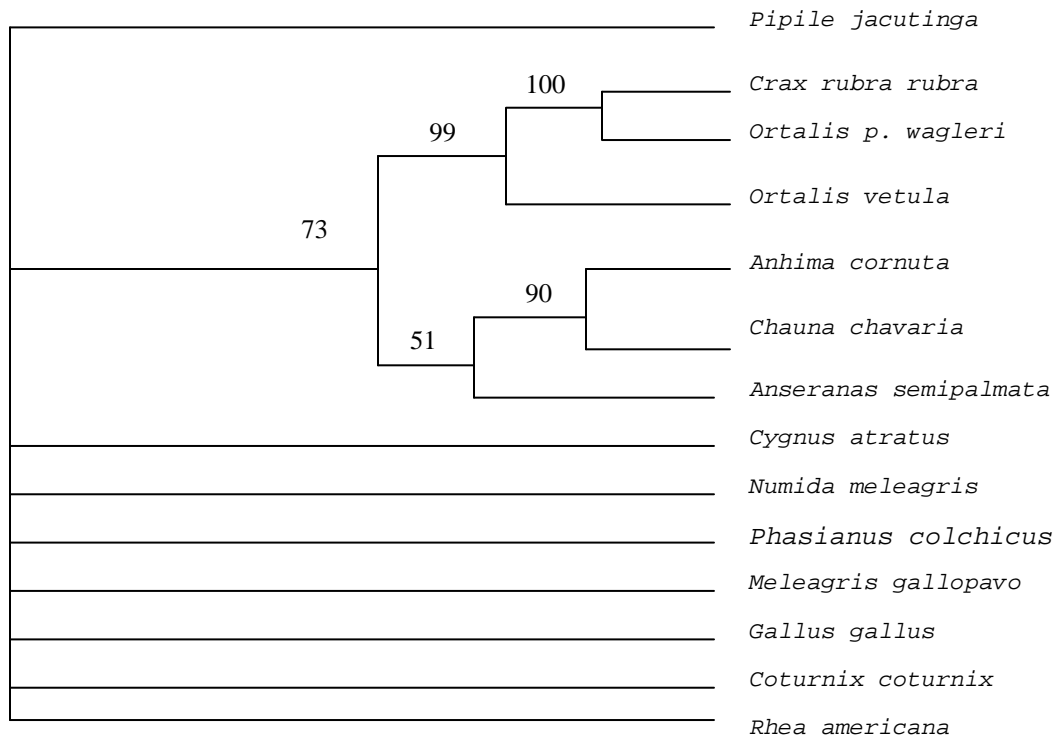 Pipile jacutinga
100
Crax rubra rubra
99
Ortalis p. wagleri
Ortalis vetula
73
Anhima cornuta
90
Chauna chavaria
51
Anseranas semipalmata
Cygnus atratus
Numida meleagris
Phasianus colchicus
Meleagris gallopavo
Gallus gallus
Coturnix coturnix
Rhea americana